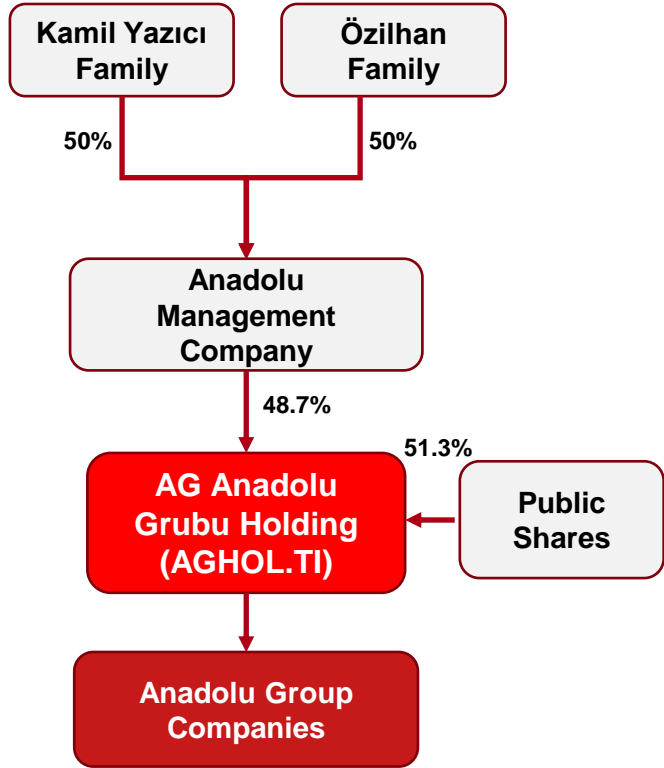 Kamil Yazıcı
Family
Özilhan
Family
50%
50%
Anadolu
Management
Company
48.7%
51.3%
AG Anadolu
Grubu Holding
(AGHOL.TI)
Public
Shares
Anadolu Group
Companies